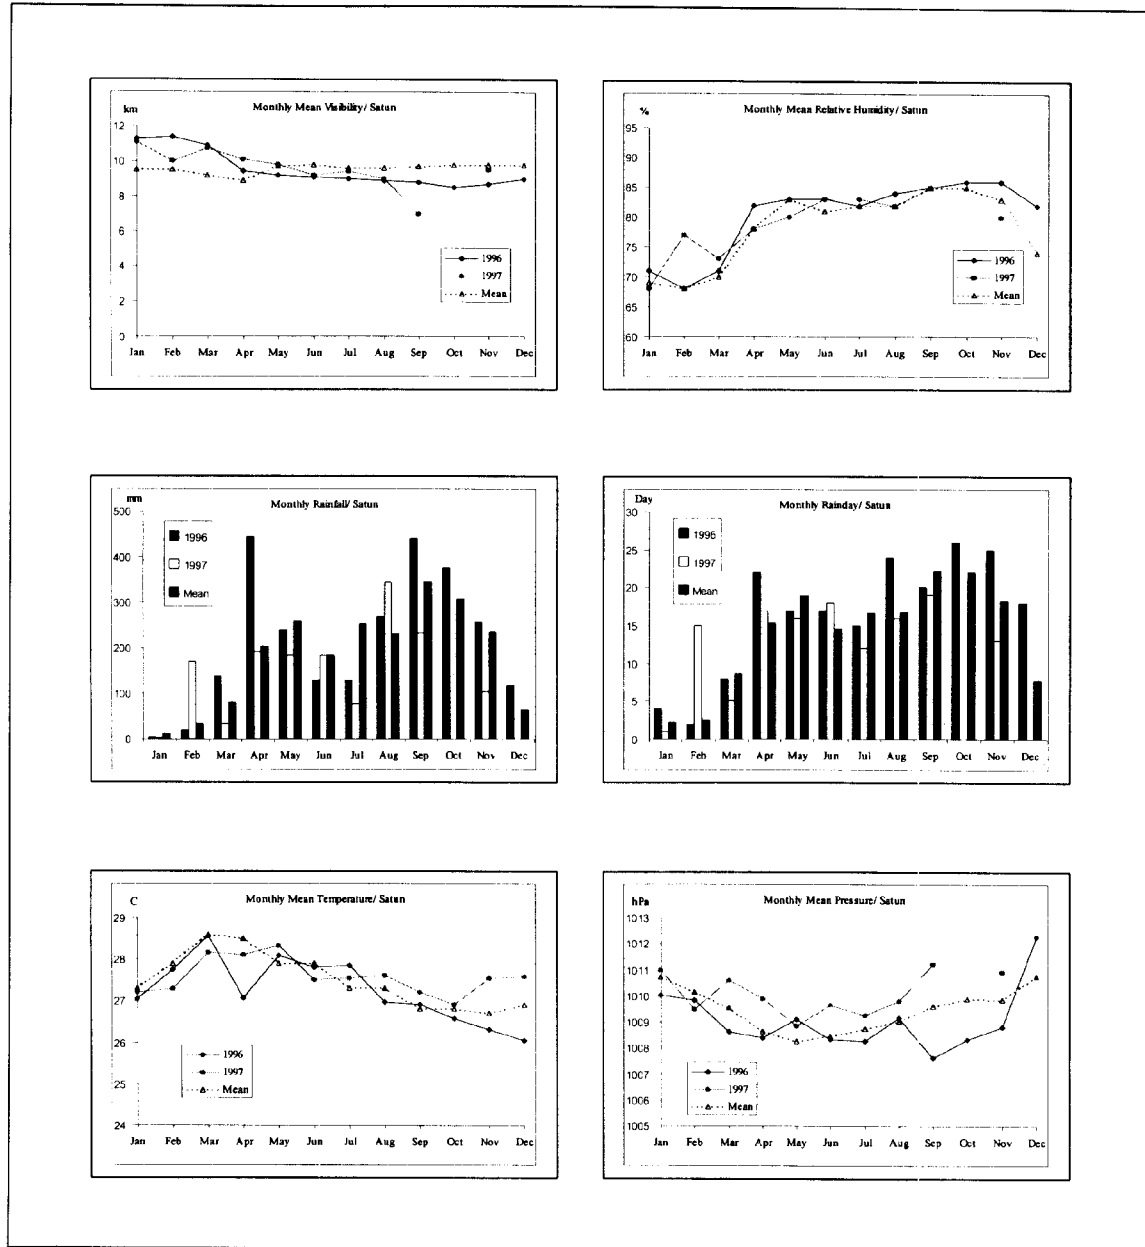 Monthly Mean Visibility/ Satun
km
12
10
8
6
4
2
0
1996
1997
Mean
Jan Feb Mar Apr May Jun Jul Aug Sep Oct Nov Dec
Monthly Mean Relative Humidity/ Satun
%
95
90
85
80
75
70
65
60
1996
1997
Mean
Jan Feb Mar Apr May Jun Jul Aug Sep Oct Nov Dec
Monthly Rainfall/ Satun
mm
500
400
300
200
100
0
1996
1997
Mean
Jan Feb Mar Apr May Jun Jul Aug Sep Oct Nov Dec
Monthly Rainday/ Satun
Day
30
25
20
15
10
5
0
1996
1997
Mean
Jan Feb Mar Apr May Jun Jul Aug Sep Oct Nov Dec
Monthly Mean Temperature/ Satun
C
29
28
27
26
25
24
1996
1997
Mean
Jan Feb Mar Apr May Jun Jul Aug Sep Oct Nov Dec
Monthly Mean Pressure/ Satun
hPa
1013
1012
1011
1010
1009
1008
1007
1006
1005
1996
1997
Mean
Jan Feb Mar Apr May Jun Jul Aug Sep Oct Nov Dec